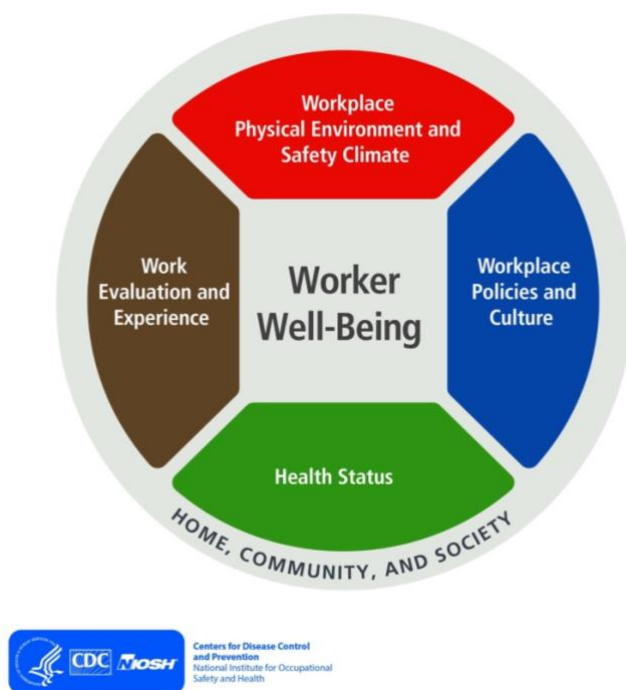 Workplace
Physical Environment and
Safety Climate
Work
Evaluation and
Experience
Worker
Well-Being
Workplace
Policies and
Culture
Health Status
HOME, COMMUNITY, AND SOCIETY
CDC NIOSH
Centers for Disease Control
and Prevention
National Institute for Occupational
Safety and Health